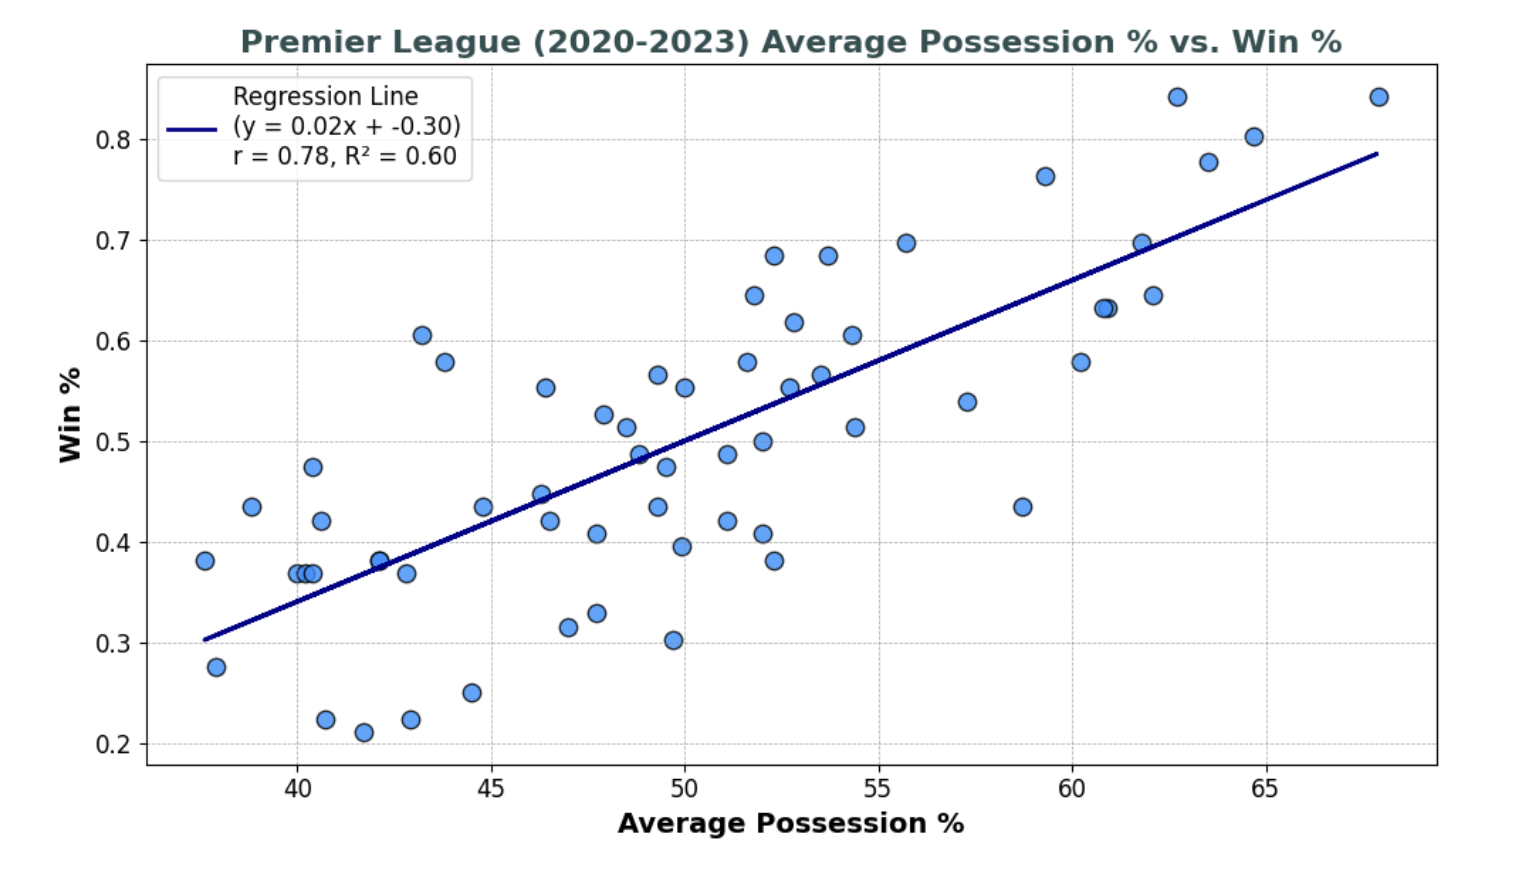 Premier League (2020-2023) Average Possession % vs. Win %
Regression Line
(y = 0.02x + -0.30)
r = 0.78, R² = 0.60
0.8
0.7
0.6
0.5
0.4
0.3
0.2
Win %
40 45 50 55 60 65
Average Possession %